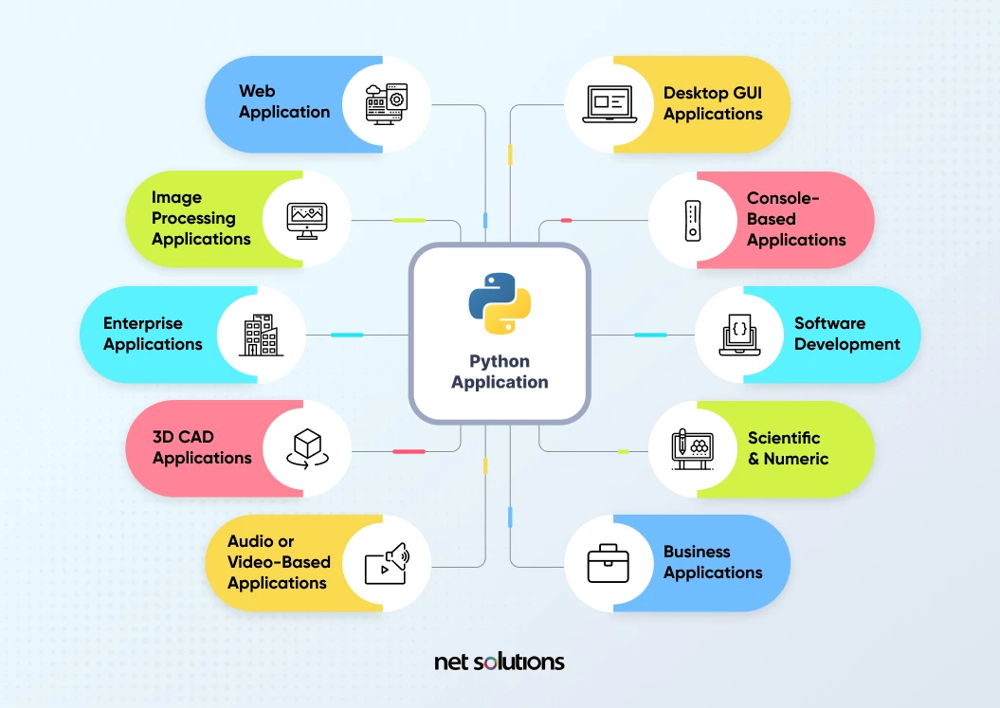 Web
Application
Desktop GUI
Applications
Image
Processing
Applications
Console-
Based
Applications
Enterprise
Applications
Python
Application
Software
Development
3D CAD
Applications
Scientific
& Numeric
Audio or
Video-Based
Applications
Business
Applications
net solutions